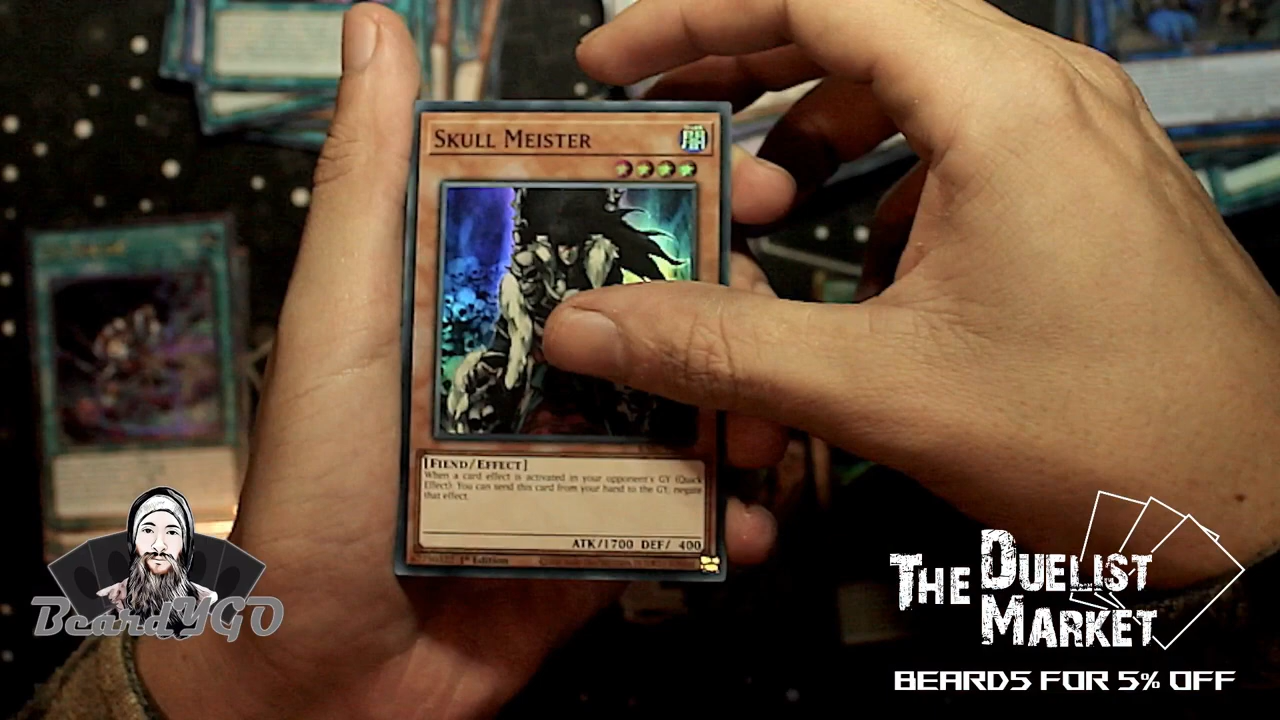 SKULL MEISTER
[FIEND/EFFECT]
When a card effect is activated in your opponent's GY (Quick
Effect): You can send this card from your hand to the GY; negate
that effect.
ATK/1700 DEF/ 400
1st Edition
BeardYGO
THE DUELIST
MARKET
BEARD5 FOR 5% OFF